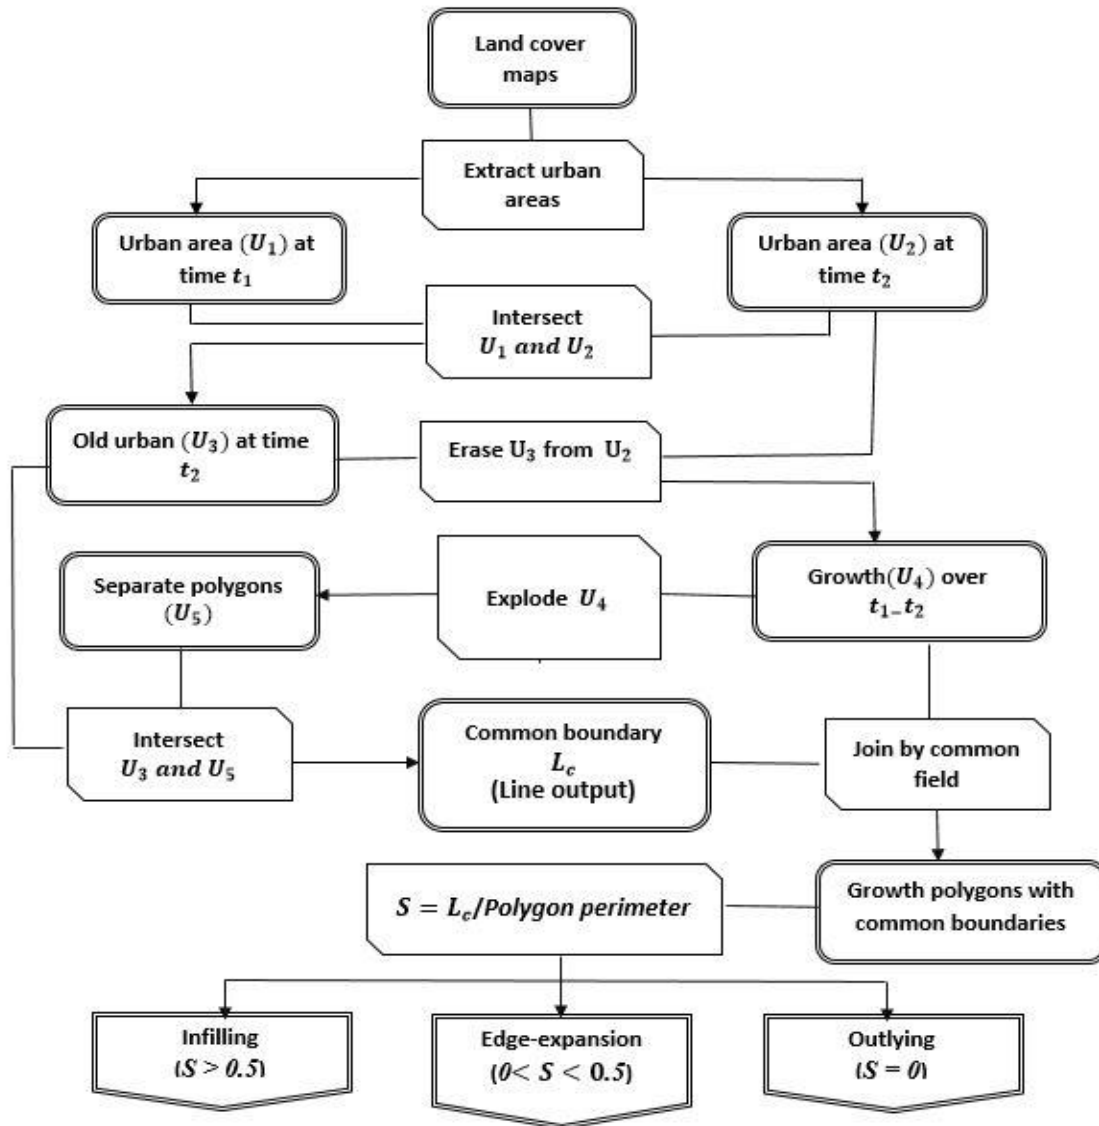 Land cover
maps
Extract urban
areas
Urban area (U₁) at
time t₁
Urban area (U₂) at
time t₂
Intersect
U₁ and U₂
Old urban (U₃) at time
t₂
Erase U₃ from U₂
Separate polygons
(U₅)
Explode U₄
Growth(U₄) over
t₁₋t₂
Intersect
U₃ and U₅
Common boundary
L꜀
(Line output)
Join by common
field
S = L꜀/Polygon perimeter
Growth polygons with
common boundaries
Infilling
(S > 0.5)
Edge-expansion
(0< S < 0.5)
Outlying
(S = 0)